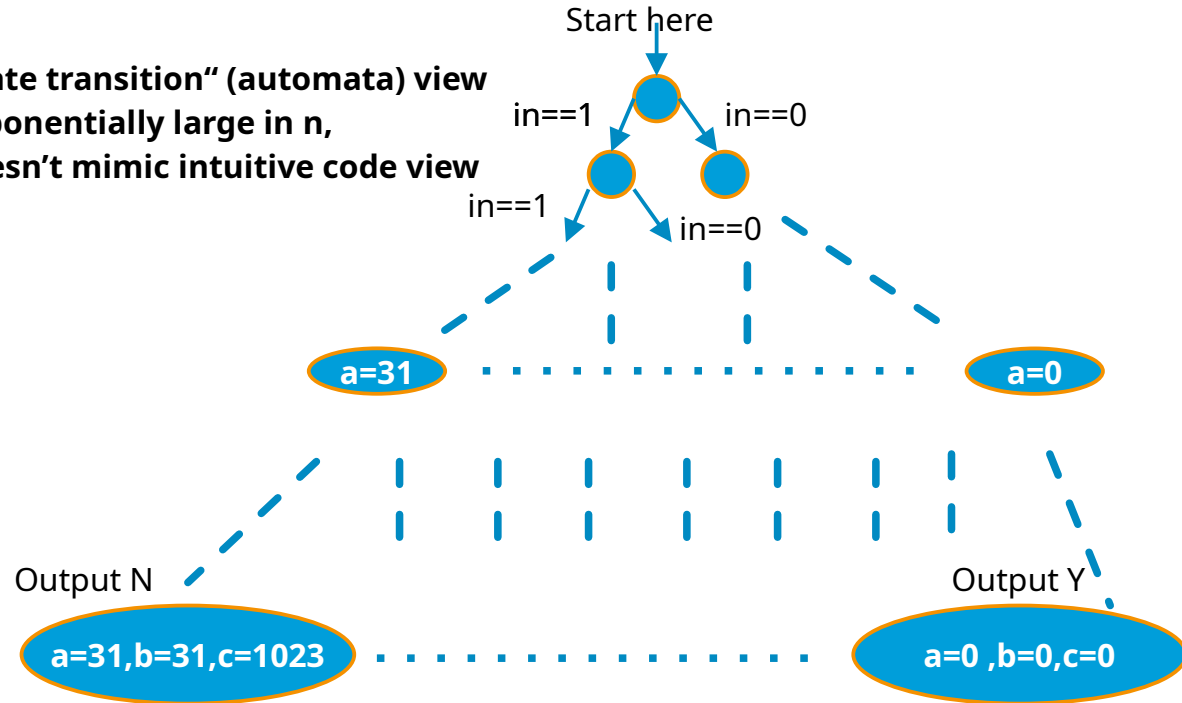 Start here
ate transition“ (automata) view
in==1
in==0
ponentially large in n,
esn’t mimic intuitive code view
in==1
in==0
a=31
a=0
Output N
Output Y
a=31,b=31,c=1023
a=0 ,b=0,c=0